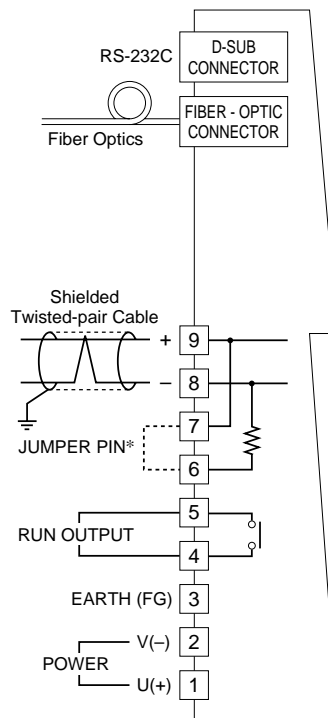 RS-232C
D-SUB
CONNECTOR
FIBER - OPTIC
CONNECTOR
Fiber Optics
Shielded
Twisted-pair Cable
+ 9
– 8
7
JUMPER PIN*
6
5
RUN OUTPUT
4
EARTH (FG) 3
V(–) 2
POWER
U(+) 1